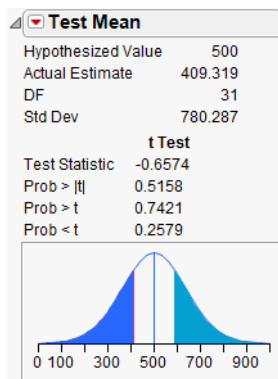 Test Mean
Hypothesized Value 500
Actual Estimate 409.319
DF 31
Std Dev 780.287
t Test
Test Statistic -0.6574
Prob > |t| 0.5158
Prob > t 0.7421
Prob < t 0.2579
0 100 300 500 700 900